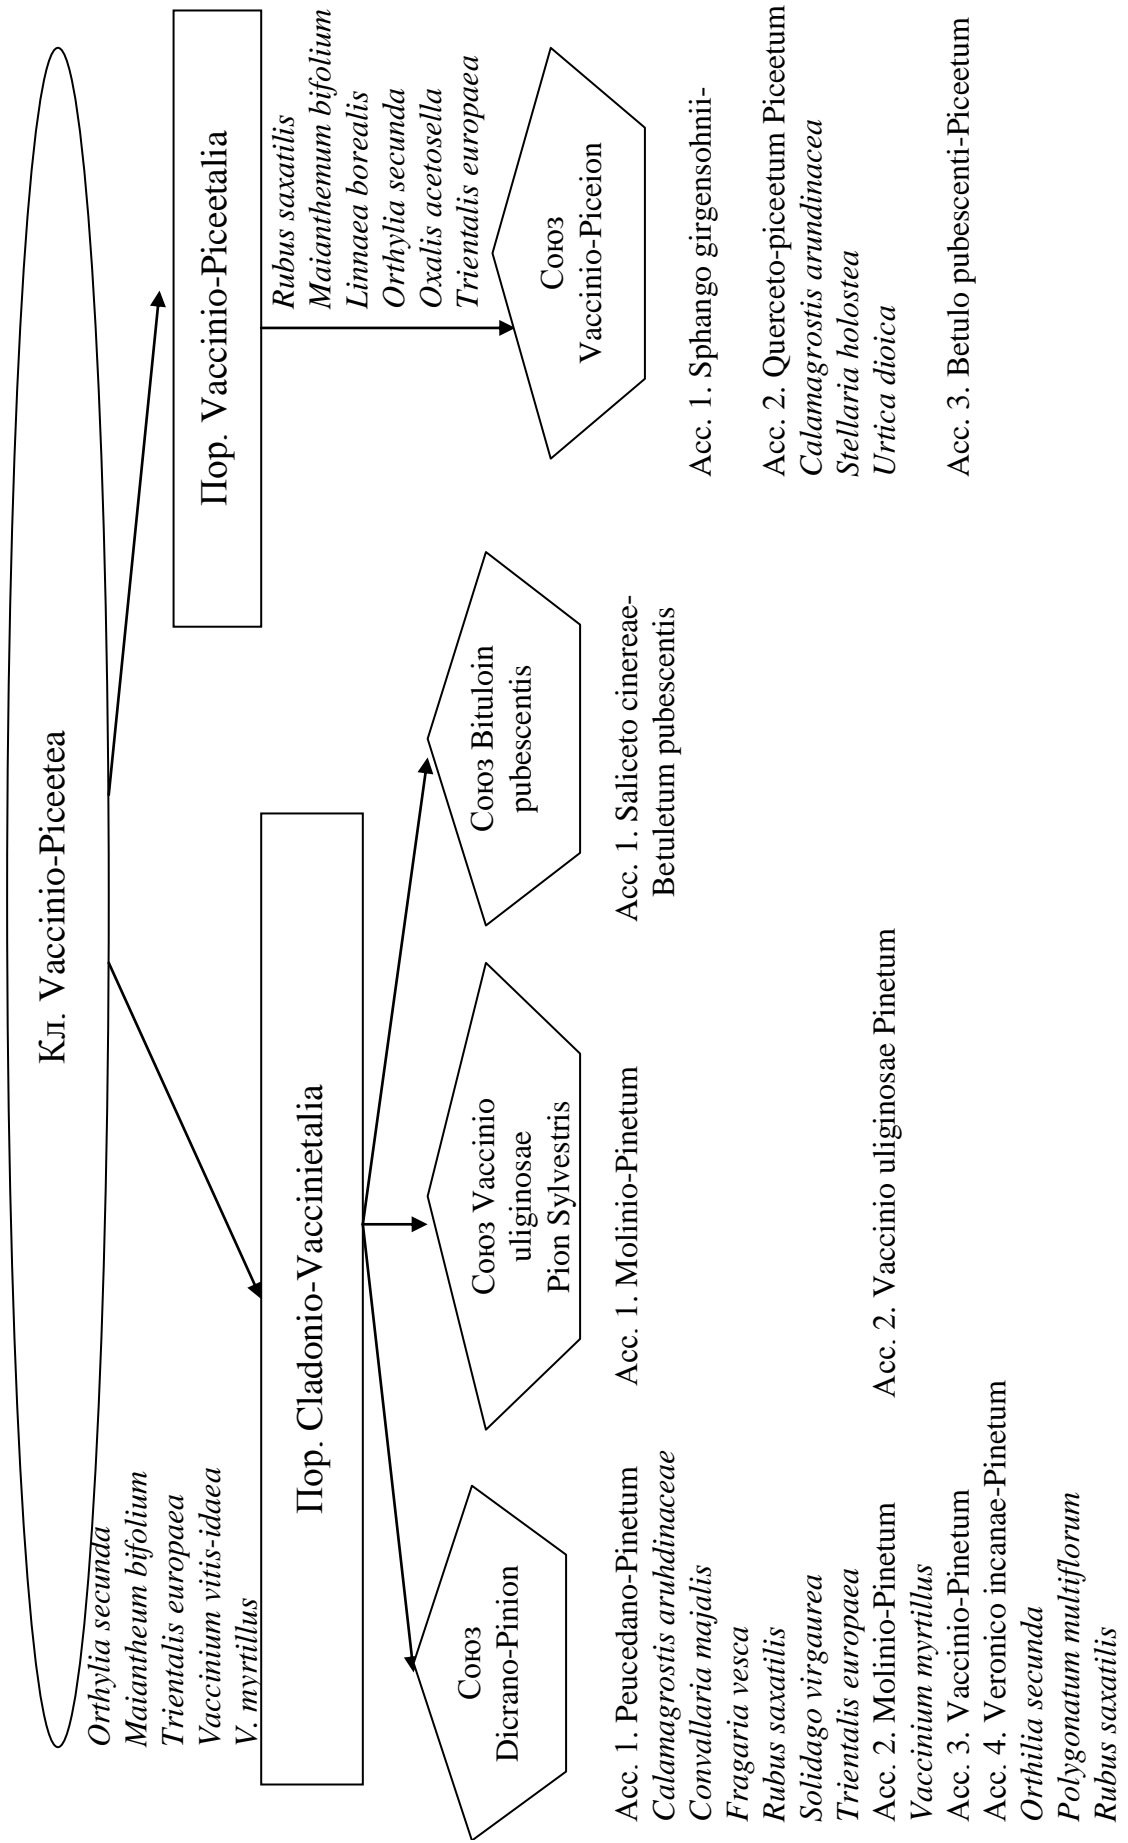 Кл. Vaccinio-Piceetea
Orthylia secunda
Maiantheum bifolium
Trientalis europaea
Vaccinium vitis-idaea
V. myrtillus
Пор. Cladonio-Vaccinietalia
Пор. Vaccinio-Piceetalia
Rubus saxatilis
Maianthemum bifolium
Linnaea borealis
Orthylia secunda
Oxalis acetosella
Trientalis europaea
Союз
Dicrano-Pinion
Союз Vaccinio
uliginosae
Pion Sylvestris
Союз Bituloin
pubescentis
Союз
Vaccinio-Piceion
Асс. 1. Peucedano-Pinetum
Calamagrostis aruhdinaceae
Convallaria majalis
Fragaria vesca
Rubus saxatilis
Solidago virgaurea
Trientalis europaea
Асс. 2. Molinio-Pinetum
Vaccinium myrtillus
Асс. 3. Vaccinio-Pinetum
Асс. 4. Veronico incanae-Pinetum
Orthilia secunda
Polygonatum multiflorum
Rubus saxatilis
Асс. 1. Molinio-Pinetum
Асс. 2. Vaccinio uliginosae Pinetum
Асс. 1. Saliceto cinereae-
Betuletum pubescentis
Асс. 1. Sphango girgensohnii-
Асс. 2. Querceto-piceetum Piceetum
Calamagrostis arundinacea
Stellaria holostea
Urtica dioica
Асс. 3. Betulo pubescenti-Piceetum